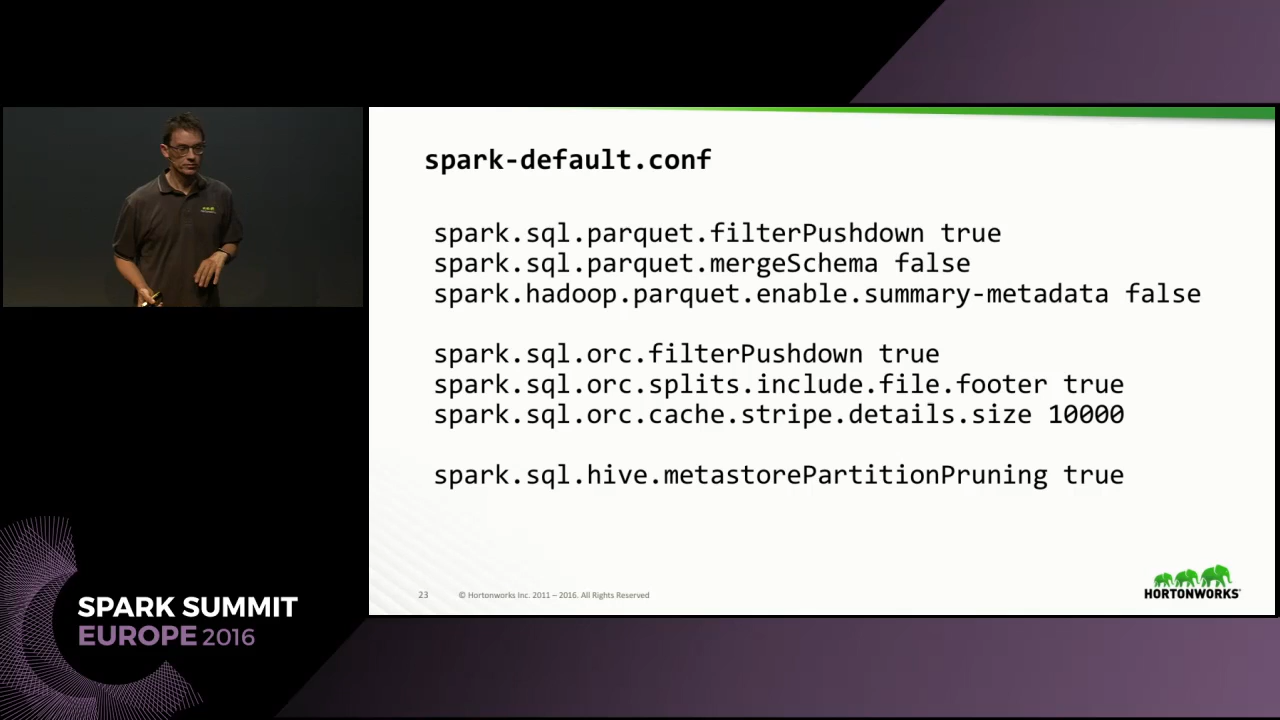 spark-default.conf
spark.sql.parquet.filterPushdown true
spark.sql.parquet.mergeSchema false
spark.hadoop.parquet.enable.summary-metadata false
spark.sql.orc.filterPushdown true
spark.sql.orc.splits.include.file.footer true
spark.sql.orc.cache.stripe.details.size 10000
spark.sql.hive.metastorePartitionPruning true
23 © Hortonworks Inc. 2011 – 2016. All Rights Reserved
HORTONWORKS
SPARK SUMMIT
EUROPE 2016